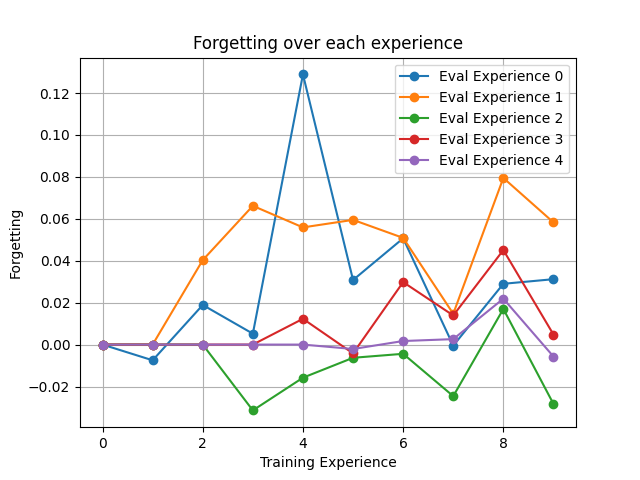 Forgetting over each experience
Eval Experience 0
Eval Experience 1
Eval Experience 2
Eval Experience 3
Eval Experience 4
0.12
0.10
0.08
0.06
0.04
0.02
0.00
−0.02
Forgetting
0 2 4 6 8
Training Experience